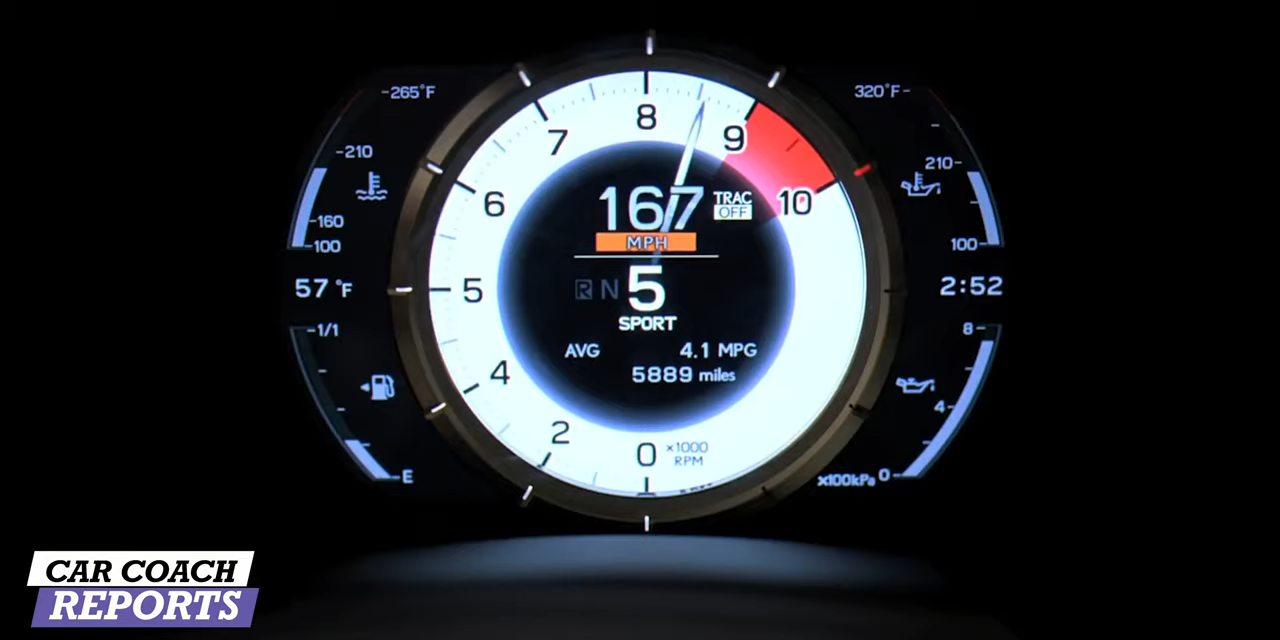 265°F
210
160
100
57 °F
1/1
E
7
8
9
10
6
5
4
2
0
x1000
RPM
167
TRAC
OFF
MPH
R N 5
SPORT
AVG 4.1 MPG
5889 miles
320°F
210
100
2:52
8
4
x100kPa 0
CAR COACH
REPORTS